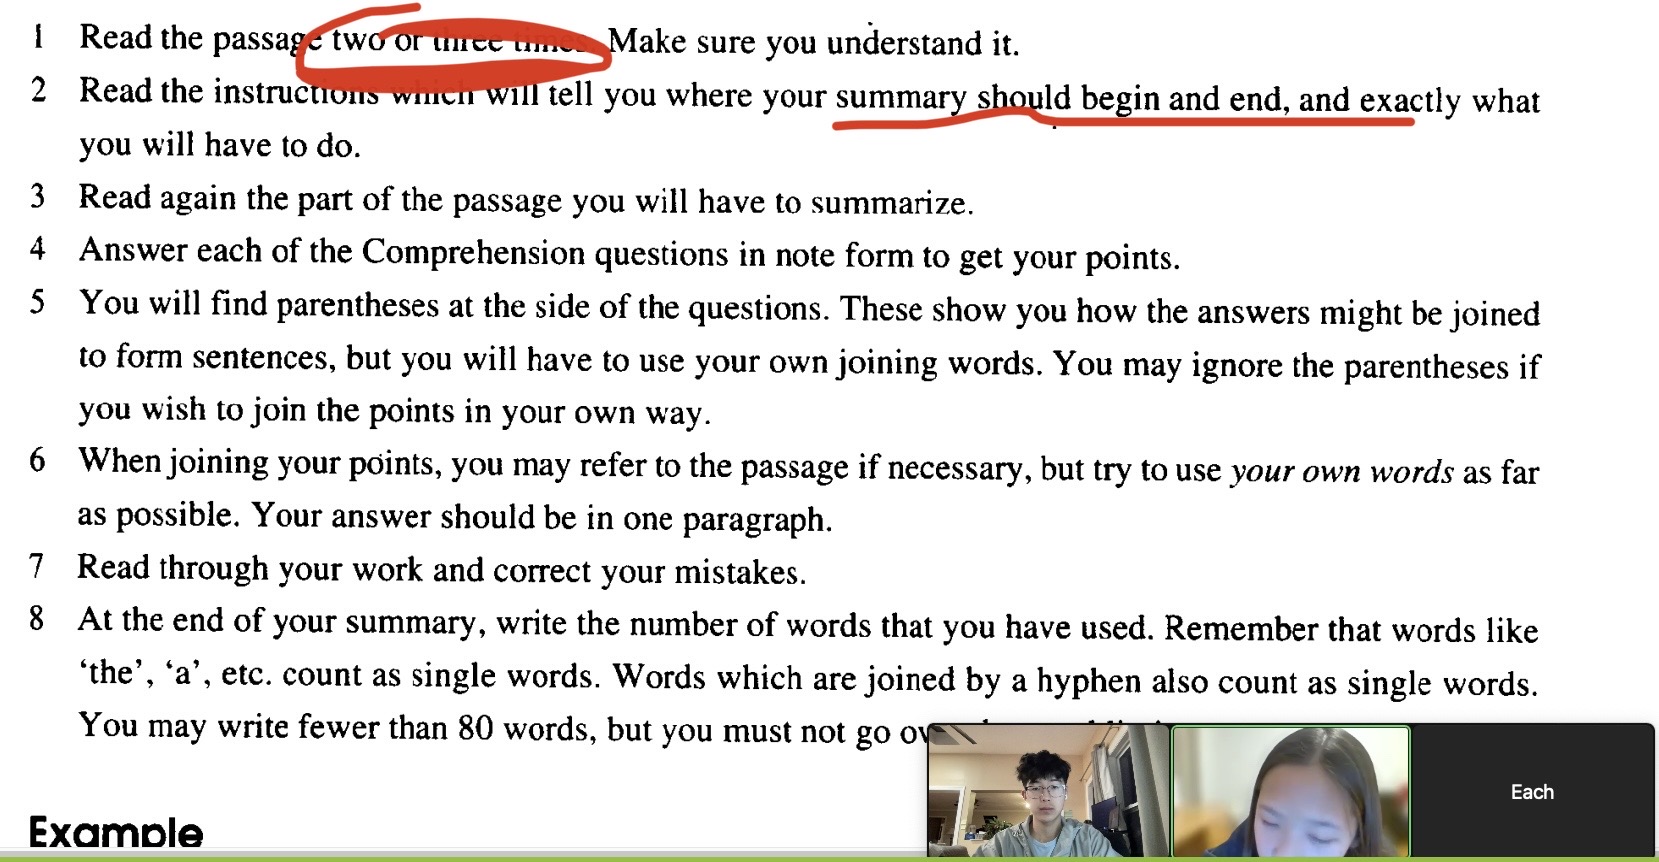 1 Read the passage two or three times. Make sure you understand it.
2 Read the instructions which will tell you where your summary should begin and end, and exactly what
you will have to do.
3 Read again the part of the passage you will have to summarize.
4 Answer each of the Comprehension questions in note form to get your points.
5 You will find parentheses at the side of the questions. These show you how the answers might be joined
to form sentences, but you will have to use your own joining words. You may ignore the parentheses if
you wish to join the points in your own way.
6 When joining your points, you may refer to the passage if necessary, but try to use your own words as far
as possible. Your answer should be in one paragraph.
7 Read through your work and correct your mistakes.
8 At the end of your summary, write the number of words that you have used. Remember that words like
‘the’, ‘a’, etc. count as single words. Words which are joined by a hyphen also count as single words.
You may write fewer than 80 words, but you must not go
Each
Example